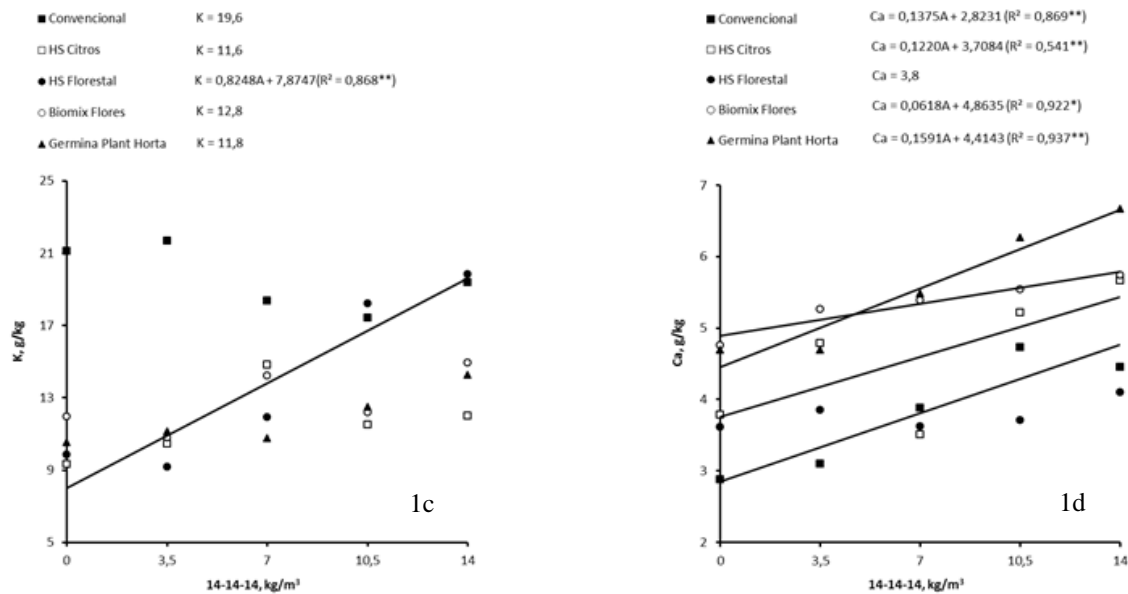 Convencional K = 19,6
HS Citros K = 11,6
HS Florestal K = 0,8248A + 7,8747(R² = 0,868**)
Biomix Flores K = 12,8
Germina Plant Horta K = 11,8
25
21
17
13
9
5
K, g/kg
0 3,5 7 10,5 14
14-14-14, kg/m³
1c
Convencional Ca = 0,1375A + 2,8231 (R² = 0,869**)
HS Citros Ca = 0,1220A + 3,7084 (R² = 0,541**)
HS Florestal Ca = 3,8
Biomix Flores Ca = 0,0618A + 4,8635 (R² = 0,922*)
Germina Plant Horta Ca = 0,1591A + 4,4143 (R² = 0,937**)
7
6
5
4
3
2
Ca, g/kg
0 3,5 7 10,5 14
14-14-14, kg/m³
1d